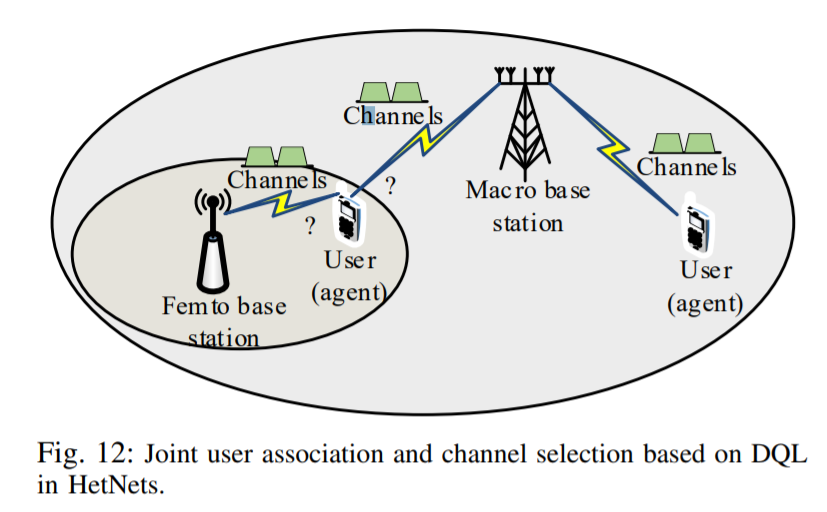 Channels
Channels
Channels
?
?
Macro base
station
User
(agent)
User
(agent)
Femto base
station
Fig. 12: Joint user association and channel selection based on DQL
in HetNets.